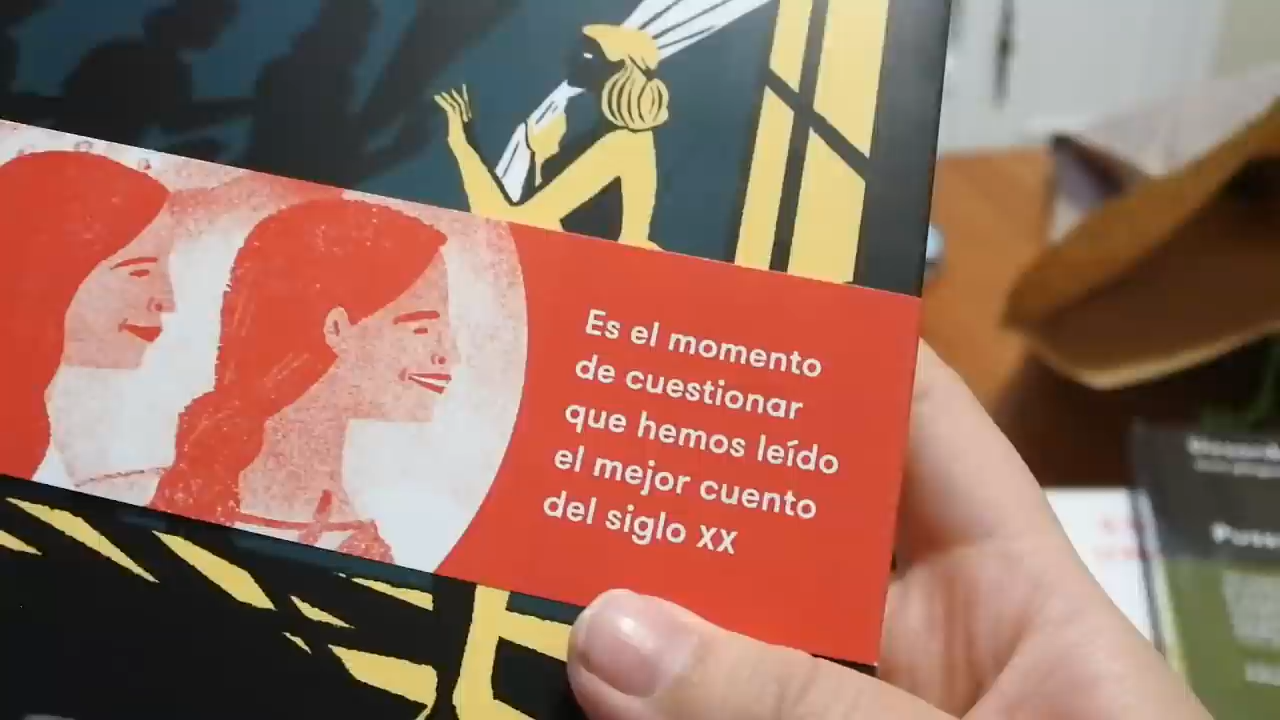 Es el momento
de cuestionar
que hemos leído
el mejor cuento
del siglo XX